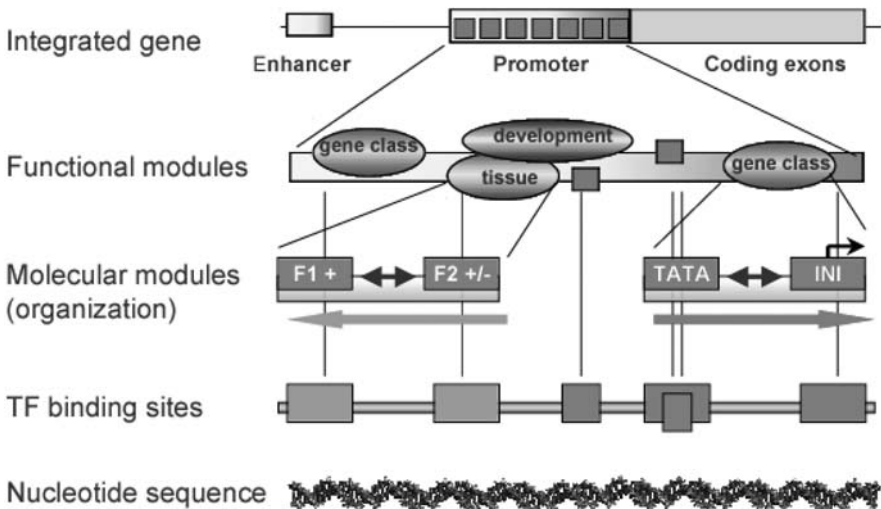 Integrated gene
Enhancer
Promoter
Coding exons
Functional modules
gene class
development
tissue
gene class
Molecular modules
(organization)
F1 +
F2 +/-
TATA
INI
TF binding sites
Nucleotide sequence